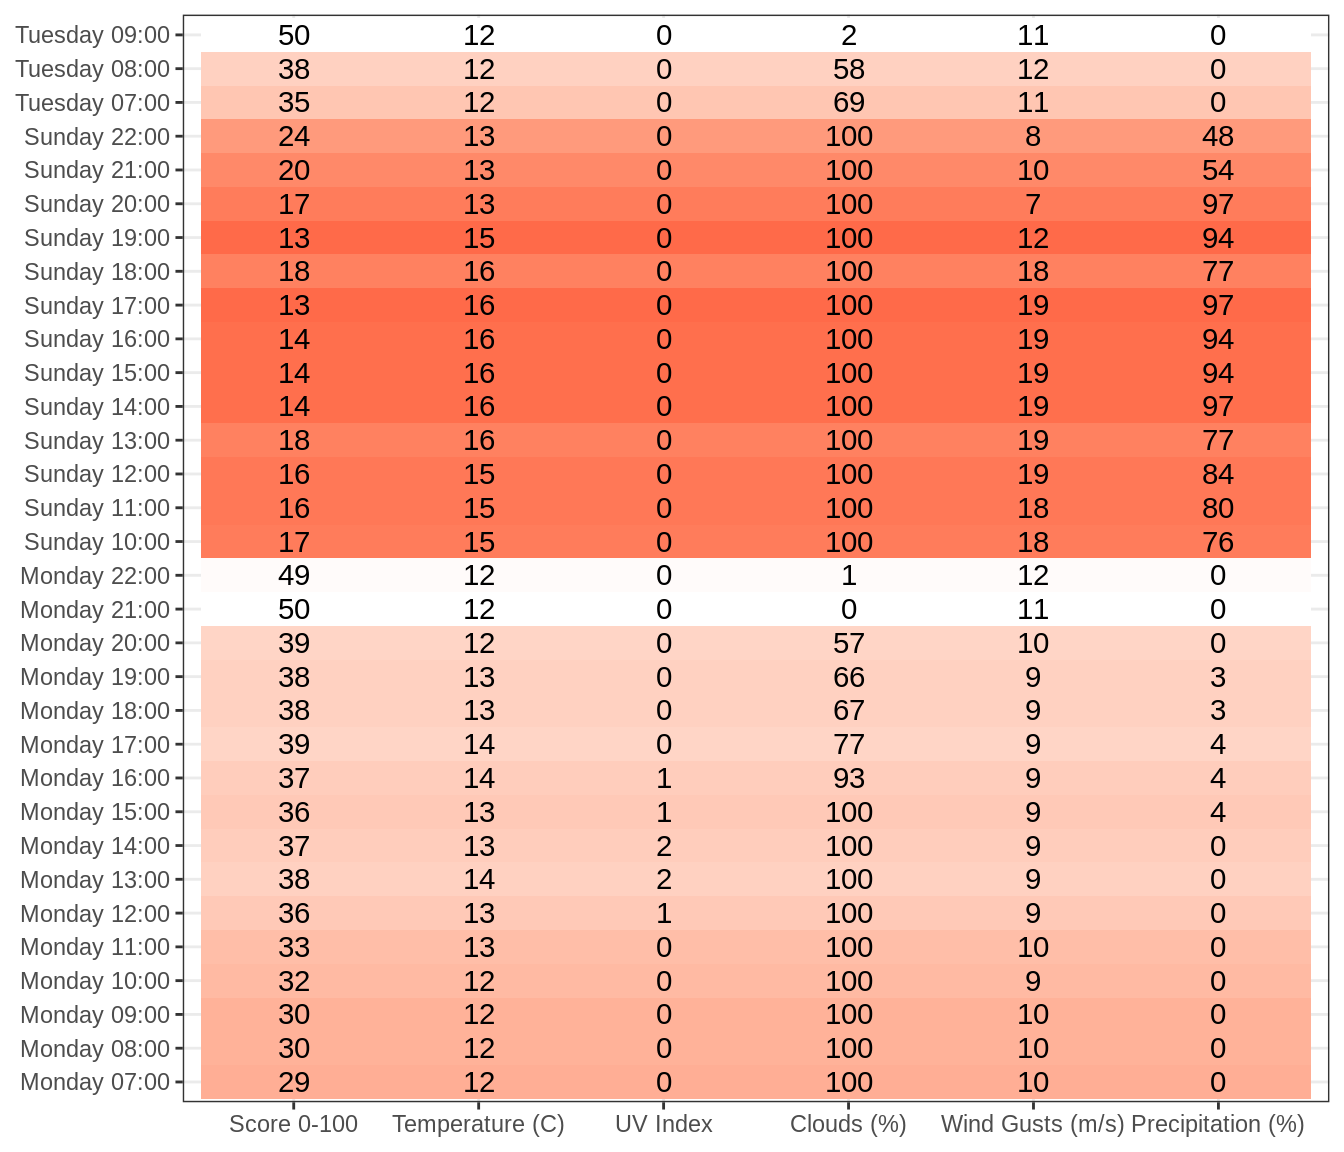 Tuesday 09:00 50 12 0 2 11 0
Tuesday 08:00 38 12 0 58 12 0
Tuesday 07:00 35 12 0 69 11 0
Sunday 22:00 24 13 0 100 8 48
Sunday 21:00 20 13 0 100 10 54
Sunday 20:00 17 13 0 100 7 97
Sunday 19:00 13 15 0 100 12 94
Sunday 18:00 18 16 0 100 18 77
Sunday 17:00 13 16 0 100 19 97
Sunday 16:00 14 16 0 100 19 94
Sunday 15:00 14 16 0 100 19 94
Sunday 14:00 14 16 0 100 19 97
Sunday 13:00 18 16 0 100 19 77
Sunday 12:00 16 15 0 100 19 84
Sunday 11:00 16 15 0 100 18 80
Sunday 10:00 17 15 0 100 18 76
Monday 22:00 49 12 0 1 12 0
Monday 21:00 50 12 0 0 11 0
Monday 20:00 39 12 0 57 10 0
Monday 19:00 38 13 0 66 9 3
Monday 18:00 38 13 0 67 9 3
Monday 17:00 39 14 0 77 9 4
Monday 16:00 37 14 1 93 9 4
Monday 15:00 36 13 1 100 9 4
Monday 14:00 37 13 2 100 9 0
Monday 13:00 38 14 2 100 9 0
Monday 12:00 36 13 1 100 9 0
Monday 11:00 33 13 0 100 10 0
Monday 10:00 32 12 0 100 9 0
Monday 09:00 30 12 0 100 10 0
Monday 08:00 30 12 0 100 10 0
Monday 07:00 29 12 0 100 10 0
Score 0-100 Temperature (C) UV Index Clouds (%) Wind Gusts (m/s) Precipitation (%)